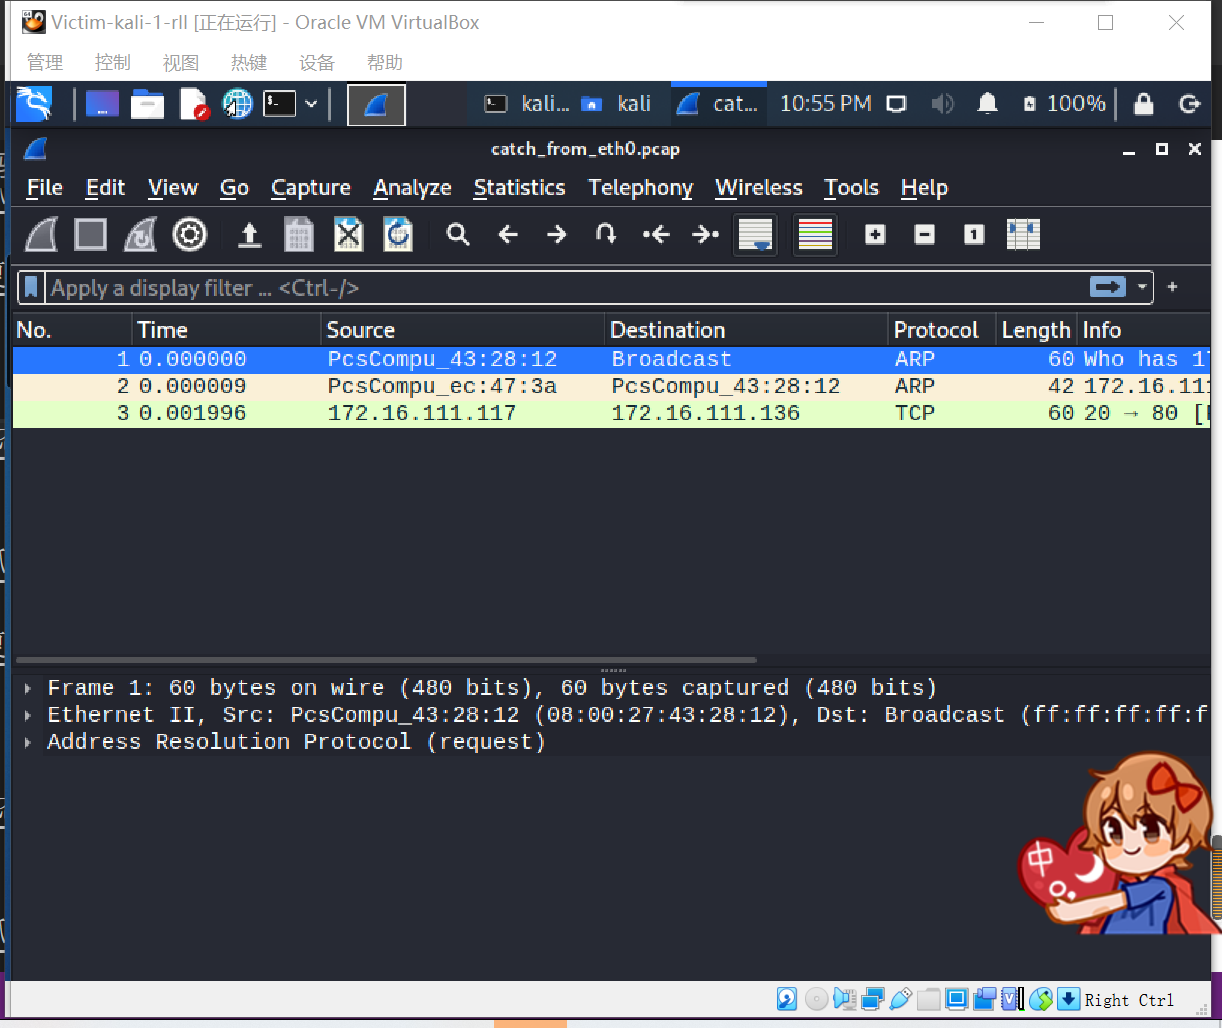 Victim-kali-1-rll [正在运行] - Oracle VM VirtualBox
管理 控制 视图 热键 设备 帮助
kali... kali cat... 10:55 PM 100%
catch_from_eth0.pcap
File Edit View Go Capture Analyze Statistics Telephony Wireless Tools Help
Apply a display filter ... <Ctrl-/>
No. Time Source Destination Protocol Length Info
1 0.000000 PcsCompu_43:28:12 Broadcast ARP 60 Who has 17
2 0.000009 PcsCompu_ec:47:3a PcsCompu_43:28:12 ARP 42 172.16.111
3 0.001996 172.16.111.117 172.16.111.136 TCP 60 20 → 80 [
Frame 1: 60 bytes on wire (480 bits), 60 bytes captured (480 bits)
Ethernet II, Src: PcsCompu_43:28:12 (08:00:27:43:28:12), Dst: Broadcast (ff:ff:ff:ff:f
Address Resolution Protocol (request)
中
Right Ctrl